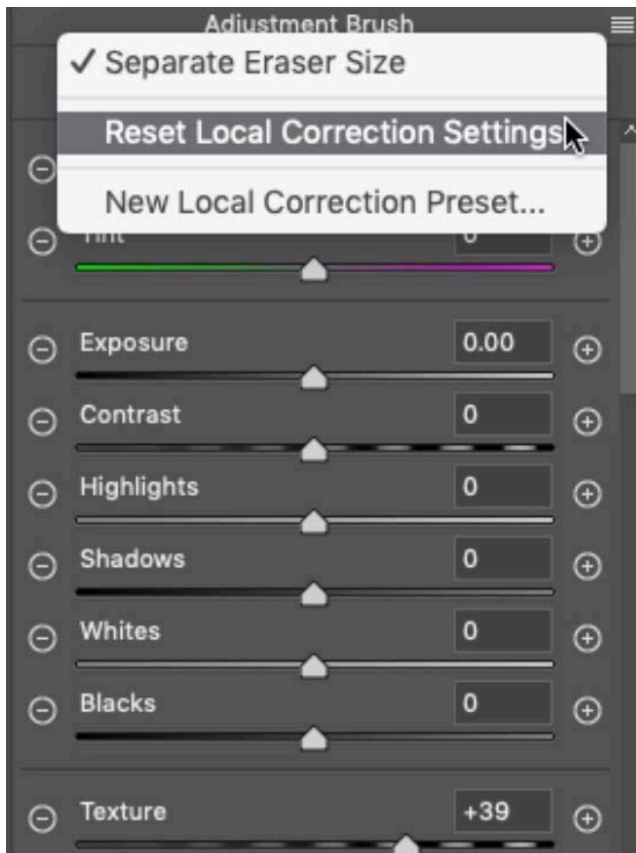 Adjustment Brush
✓ Separate Eraser Size
Reset Local Correction Settings
New Local Correction Preset...
Tint 0
Exposure 0.00
Contrast 0
Highlights 0
Shadows 0
Whites 0
Blacks 0
Texture +39